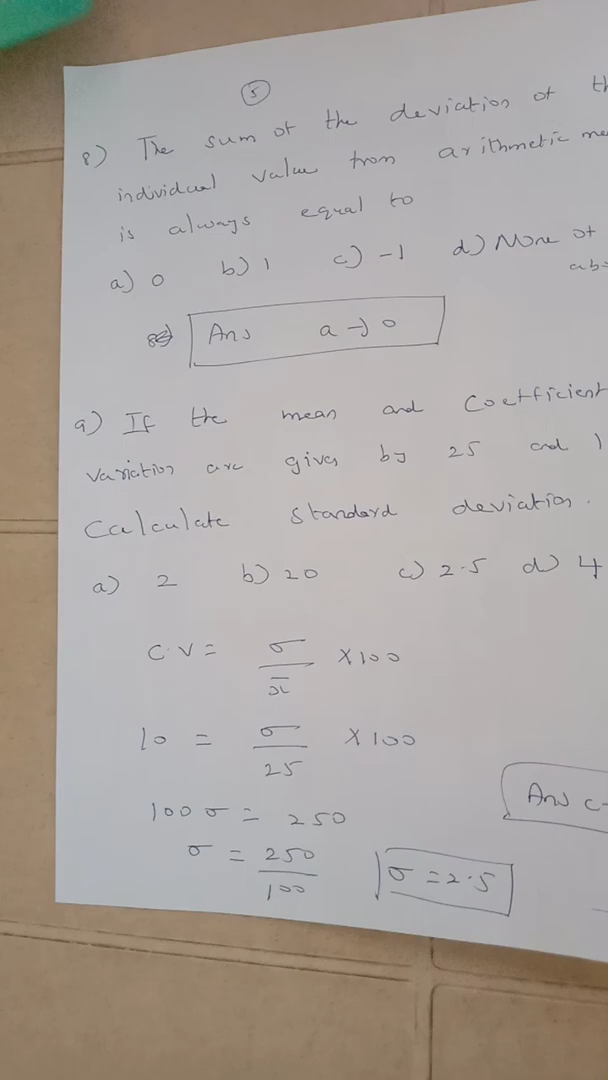 5
8) The sum of the deviation of
individual value from arithmetic
is always equal to
a) 0 b) 1 c) -1 d) None of
Ans a → 0
9) If the mean and Coefficient
variation are given by 25 and 1
Calculate standard deviation.
a) 2 b) 20 c) 2.5 d) 4
C.V = σ/x̄ × 100
10 = σ/25 × 100
100 σ = 250
Ans c-
σ = 250/100 σ = 2.5